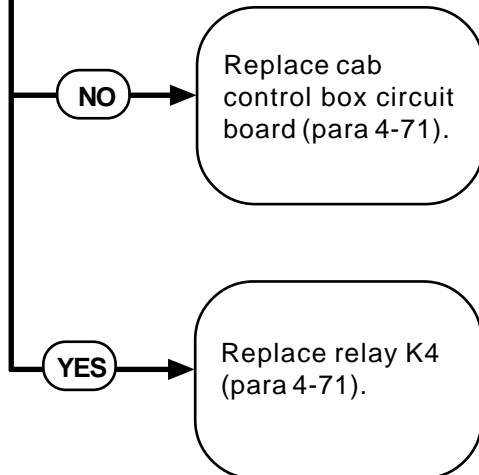 NO
Replace cab
control box circuit
board (para 4-71).
YES
Replace relay K4
(para 4-71).